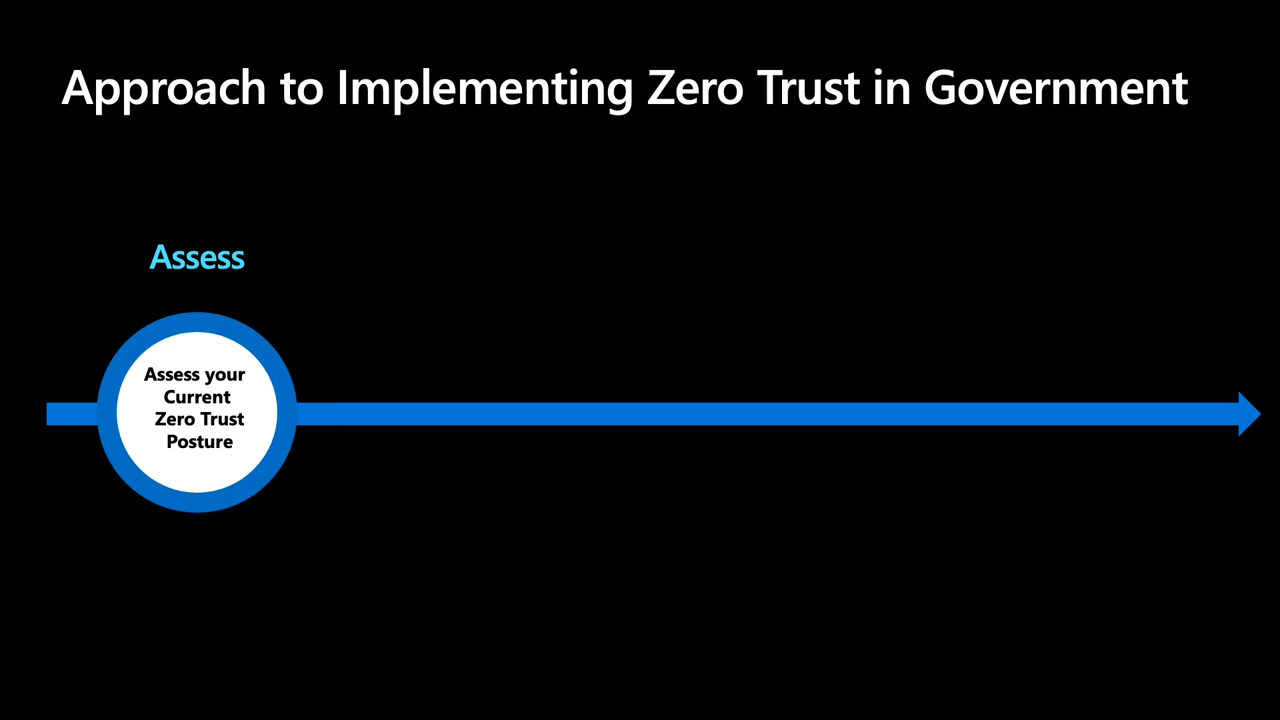 Approach to Implementing Zero Trust in Government
Assess
Assess your
Current
Zero Trust
Posture